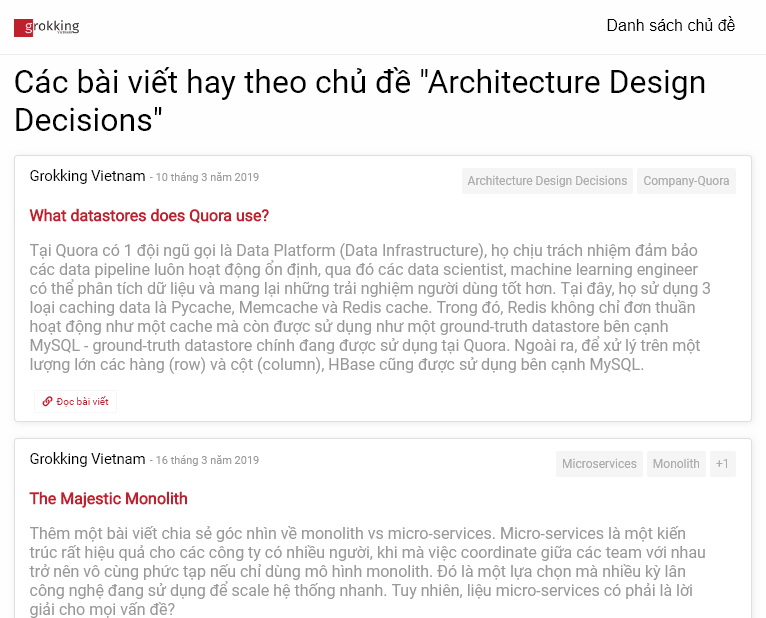 grokking
VIETNAM
Danh sách chủ đề
Các bài viết hay theo chủ đề "Architecture Design
Decisions"
Grokking Vietnam - 10 tháng 3 năm 2019
Architecture Design Decisions
Company-Quora
What datastores does Quora use?
Tại Quora có 1 đội ngũ gọi là Data Platform (Data Infrastructure), họ chịu trách nhiệm đảm bảo
các data pipeline luôn hoạt động ổn định, qua đó các data scientist, machine learning engineer
có thể phân tích dữ liệu và mang lại những trải nghiệm người dùng tốt hơn. Tại đây, họ sử dụng 3
loại caching data là Pycache, Memcache và Redis cache. Trong đó, Redis không chỉ đơn thuần
hoạt động như một cache mà còn được sử dụng như một ground-truth datastore bên cạnh
MySQL - ground-truth datastore chính đang được sử dụng tại Quora. Ngoài ra, để xử lý trên một
lượng lớn các hàng (row) và cột (column), HBase cũng được sử dụng bên cạnh MySQL.
Đọc bài viết
Grokking Vietnam - 16 tháng 3 năm 2019
Microservices
Monolith
+1
The Majestic Monolith
Thêm một bài viết chia sẻ góc nhìn về monolith vs micro-services. Micro-services là một kiến
trúc rất hiệu quả cho các công ty có nhiều người, khi mà việc coordinate giữa các team với nhau
trở nên vô cùng phức tạp nếu chỉ dùng mô hình monolith. Đó là một lựa chọn mà nhiều kỳ lân
công nghệ đang sử dụng để scale hệ thống nhanh. Tuy nhiên, liệu micro-services có phải là lời
giải cho mọi vấn đề?